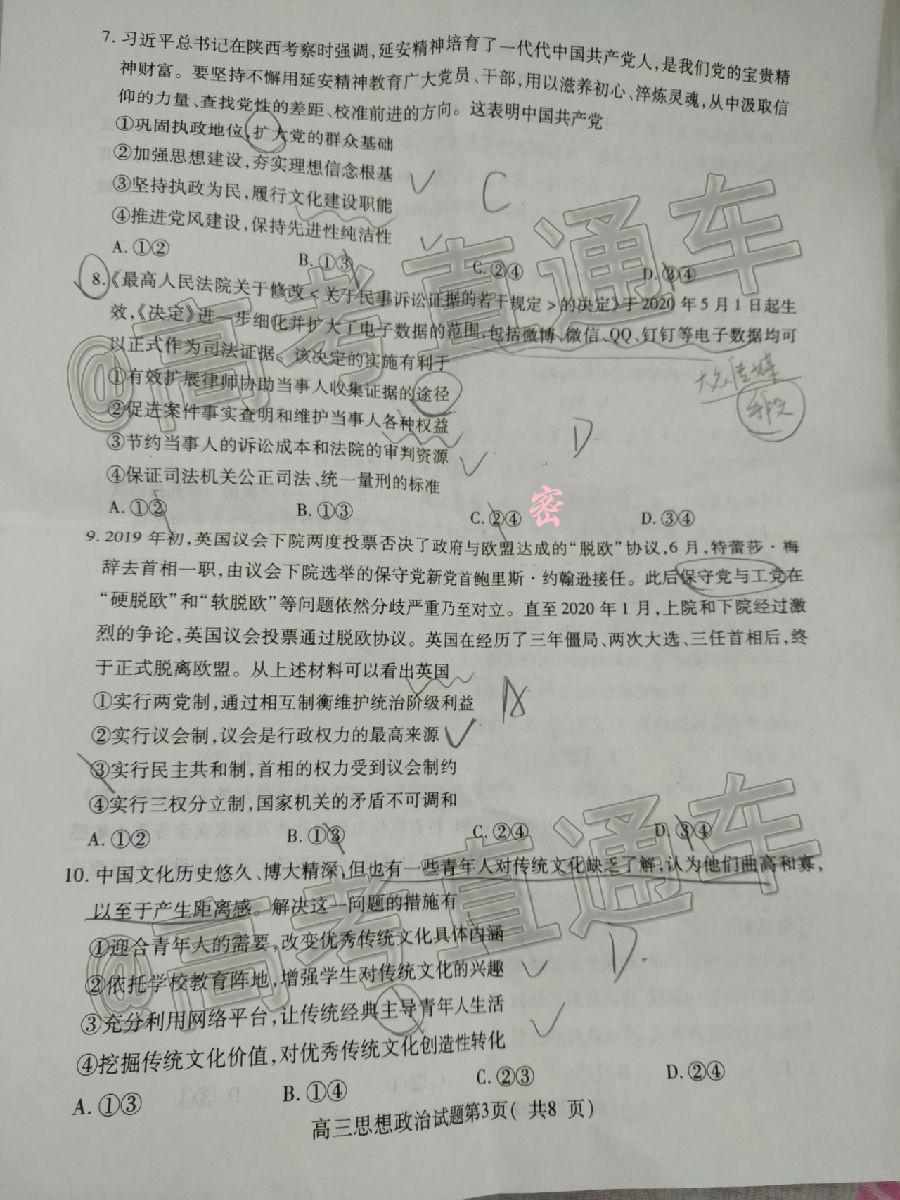 7. 习近平总书记在陕西考察时强调,延安精神培育了一代代中国共产党人,是我们党的宝贵精
神财富。要坚持不懈用延安精神教育广大党员、干部,用以滋养初心、淬炼灵魂,从中汲取信
仰的力量、查找党性的差距、校准前进的方向。这表明中国共产党
①巩固执政地位,扩大党的群众基础
②加强思想建设,夯实理想信念根基
③坚持执政为民,履行文化建设职能
C
④推进党风建设,保持先进性纯洁性
A. ①② B. ①③ C. ②④ D. ③④
8.《最高人民法院关于修改<关于民事诉讼证据的若干规定>的决定》于2020年5月1日起生
效,《决定》进一步细化并扩大了电子数据的范围,包括微博、微信、QQ、钉钉等电子数据均可
以正式作为司法证据。该决定的实施有利于
①有效扩展律师协助当事人收集证据的途径
②促进案件事实查明和维护当事人各种权益
③节约当事人的诉讼成本和法院的审判资源
D
④保证司法机关公正司法、统一量刑的标准
密
A. ①② B. ①③ C. ②④ D. ③④
9. 2019年初,英国议会下院两度投票否决了政府与欧盟达成的“脱欧”协议,6月,特蕾莎·梅
辞去首相一职,由议会下院选举的保守党新党首鲍里斯·约翰逊接任。此后保守党与工党在
“硬脱欧”和“软脱欧”等问题依然分歧严重乃至对立。直至2020年1月,上院和下院经过激
烈的争论,英国议会投票通过脱欧协议。英国在经历了三年僵局、两次大选、三任首相后,终
于正式脱离欧盟。从上述材料可以看出英国
①实行两党制,通过相互制衡维护统治阶级利益
A
②实行议会制,议会是行政权力的最高来源
③实行民主共和制,首相的权力受到议会制约
④实行三权分立制,国家机关的矛盾不可调和
A. ①② B. ①③ C. ②④ D. ③④
10. 中国文化历史悠久、博大精深,但也有一些青年人对传统文化缺乏了解,认为他们曲高和寡,
以至于产生距离感。解决这一问题的措施有
①迎合青年人的需要,改变优秀传统文化具体内涵
②依托学校教育阵地,增强学生对传统文化的兴趣
D.
③充分利用网络平台,让传统经典主导青年人生活
④挖掘传统文化价值,对优秀传统文化创造性转化
A. ①③ B. ①④ C. ②③ D. ②④
高三思想政治试题第3页( 共8 页)
@高考直通车
@高考直通车